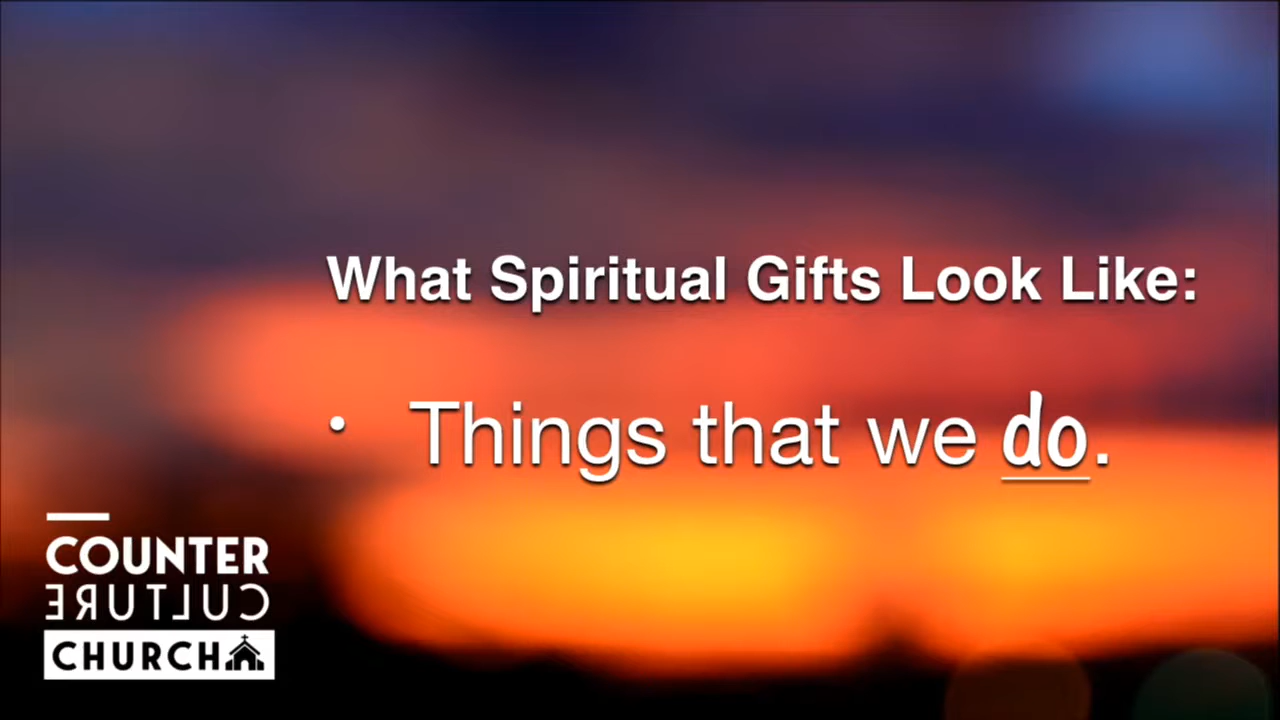 What Spiritual Gifts Look Like:
• Things that we do.
COUNTER
CULTURE
CHURCH